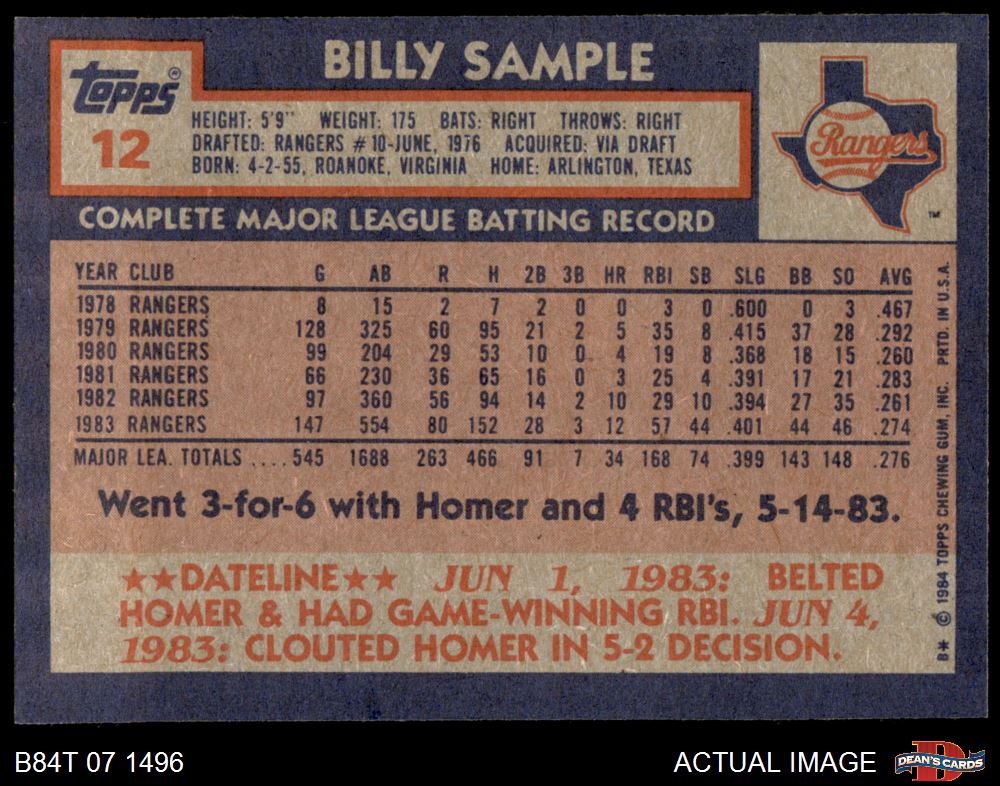 Topps®
12
BILLY SAMPLE
HEIGHT: 5'9" WEIGHT: 175 BATS: RIGHT THROWS: RIGHT
DRAFTED: RANGERS #10-JUNE, 1976 ACQUIRED: VIA DRAFT
BORN: 4-2-55, ROANOKE, VIRGINIA HOME: ARLINGTON, TEXAS
Rangers
TM
COMPLETE MAJOR LEAGUE BATTING RECORD
YEAR CLUB G AB R H 2B 3B HR RBI SB SLG BB SO AVG
1978 RANGERS 8 15 2 7 2 0 0 3 0 .600 0 3 .467
1979 RANGERS 128 325 60 95 21 2 5 35 8 .415 37 28 .292
1980 RANGERS 99 204 29 53 10 0 4 19 8 .368 18 15 .260
1981 RANGERS 66 230 36 65 16 0 3 25 4 .391 17 21 .283
1982 RANGERS 97 360 56 94 14 2 10 29 10 .394 27 35 .261
1983 RANGERS 147 554 80 152 28 3 12 57 44 .401 44 46 .274
MAJOR LEA. TOTALS ....545 1688 263 466 91 7 34 168 74 .399 143 148 .276
Went 3-for-6 with Homer and 4 RBI's, 5-14-83.
★★DATELINE★★ JUN 1, 1983: BELTED
HOMER & HAD GAME-WINNING RBI. JUN 4,
1983: CLOUTED HOMER IN 5-2 DECISION.
B* © 1984 TOPPS CHEWING GUM, INC. PRTD. IN U.S.A.
B84T 07 1496
ACTUAL IMAGE
DEAN'S CARDS